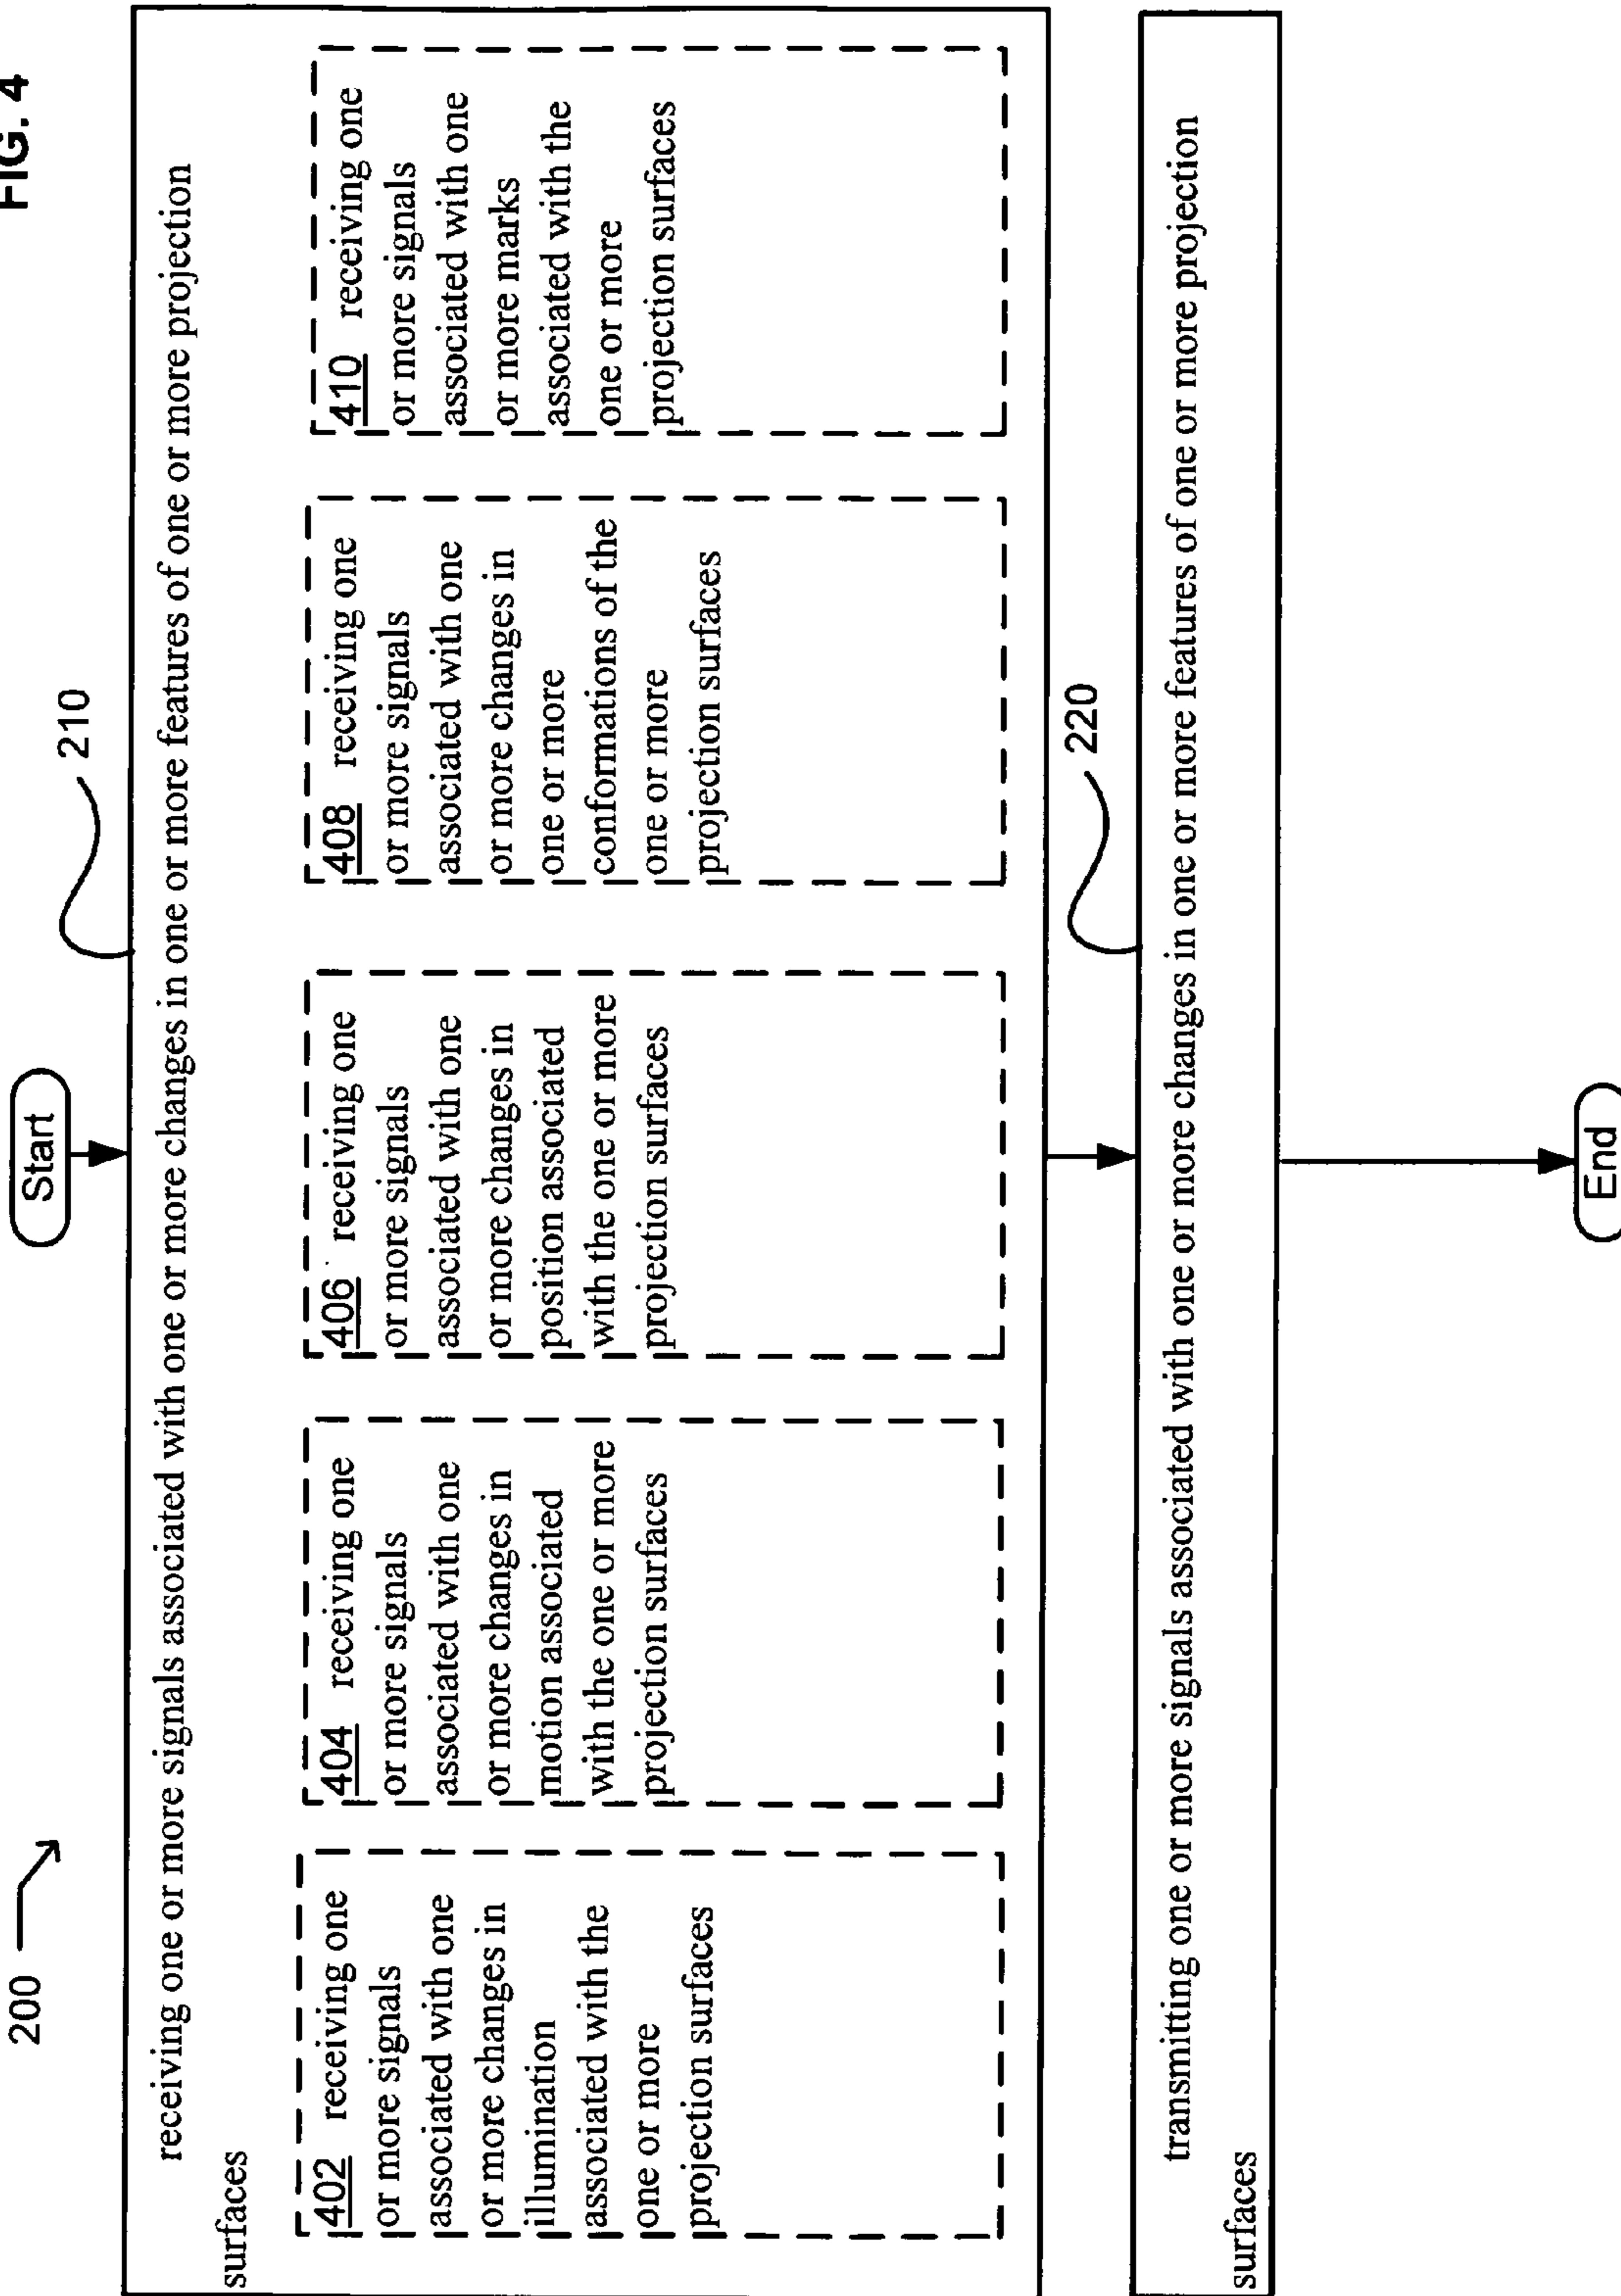 FIG. 4
200
Start
210
receiving one or more signals associated with one or more changes in one or more features of one or more projection
surfaces
402 receiving one
or more signals
associated with one
or more changes in
illumination
associated with the
one or more
projection surfaces
404 receiving one
or more signals
associated with one
or more changes in
motion associated
with the one or more
projection surfaces
406 receiving one
or more signals
associated with one
or more changes in
position associated
with the one or more
projection surfaces
408 receiving one
or more signals
associated with one
or more changes in
one or more
conformations of the
one or more
projection surfaces
410 receiving one
or more signals
associated with one
or more marks
associated with the
one or more
projection surfaces
220
transmitting one or more signals associated with one or more changes in one or more features of one or more projection
surfaces
End